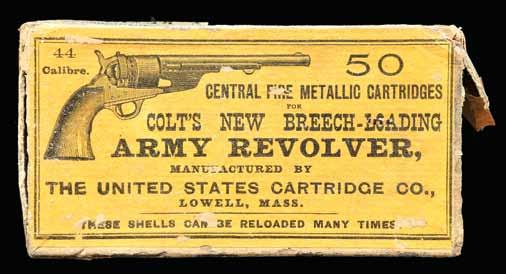 44
Calibre.
50
CENTRAL FIRE METALLIC CARTRIDGES
FOR
COLT'S NEW BREECH-LOADING
ARMY REVOLVER,
MANUFACTURED BY
THE UNITED STATES CARTRIDGE CO.,
LOWELL, MASS.
THESE SHELLS CAN BE RELOADED MANY TIMES.